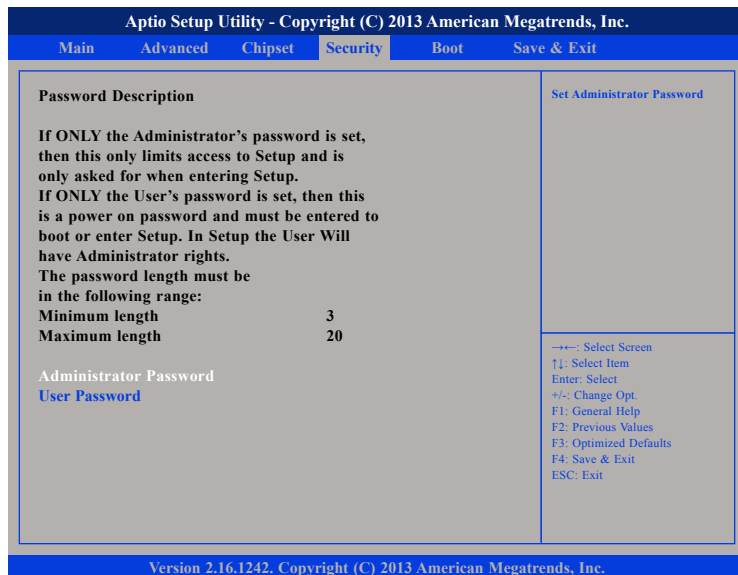 Aptio Setup Utility - Copyright (C) 2013 American Megatrends, Inc.
Main Advanced Chipset Security Boot Save & Exit
Password Description
If ONLY the Administrator's password is set,
then this only limits access to Setup and is
only asked for when entering Setup.
If ONLY the User's password is set, then this
is a power on password and must be entered to
boot or enter Setup. In Setup the User Will
have Administrator rights.
The password length must be
in the following range:
Minimum length 3
Maximum length 20
Administrator Password
User Password
Set Administrator Password
→←: Select Screen
↑↓: Select Item
Enter: Select
+/-: Change Opt.
F1: General Help
F2: Previous Values
F3: Optimized Defaults
F4: Save & Exit
ESC: Exit
Version 2.16.1242. Copyright (C) 2013 American Megatrends, Inc.